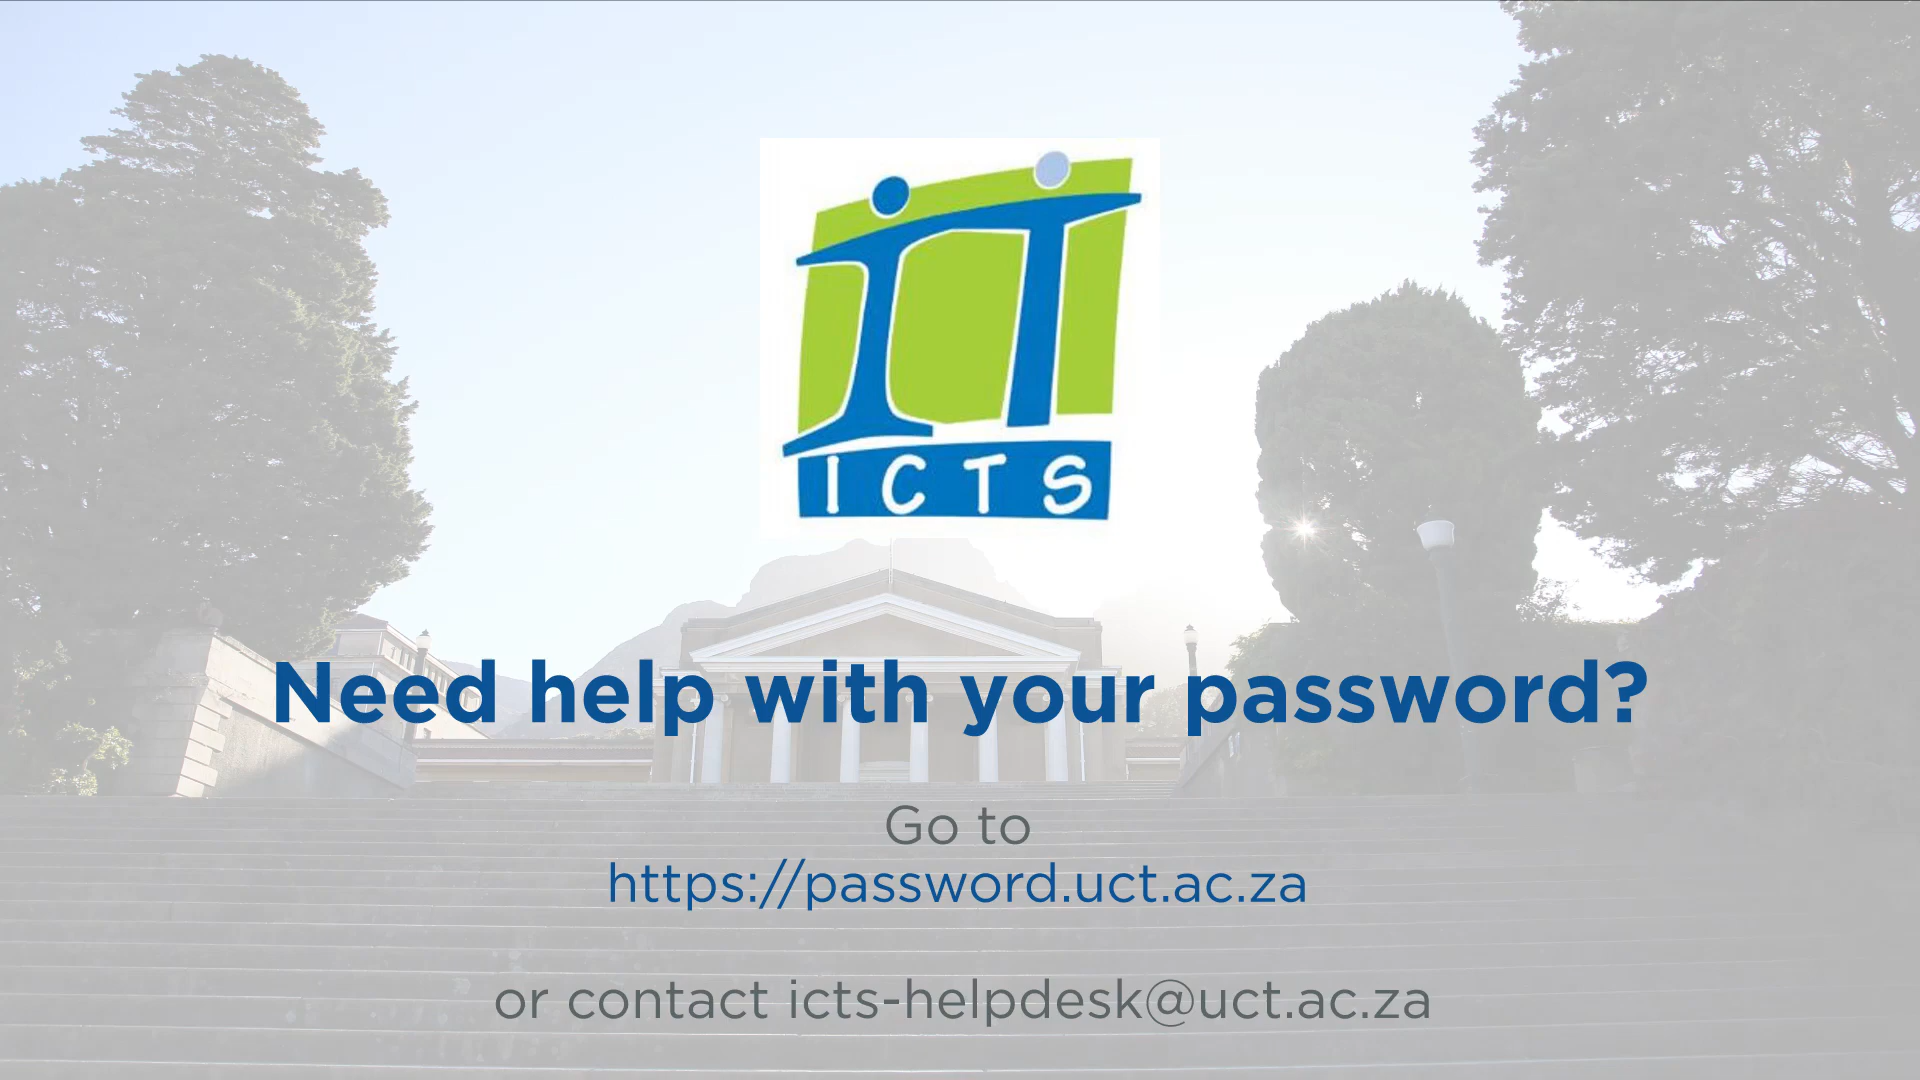 iT
ICTS
Need help with your password?
Go to
https://password.uct.ac.za
or contact icts-helpdesk@uct.ac.za